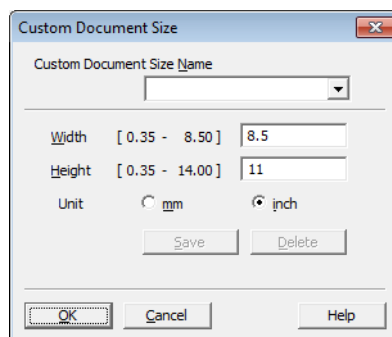 Custom Document Size
Custom Document Size Name
Width [ 0.35 - 8.50 ] 8.5
Height [ 0.35 - 14.00 ] 11
Unit mm inch
Save Delete
OK Cancel Help